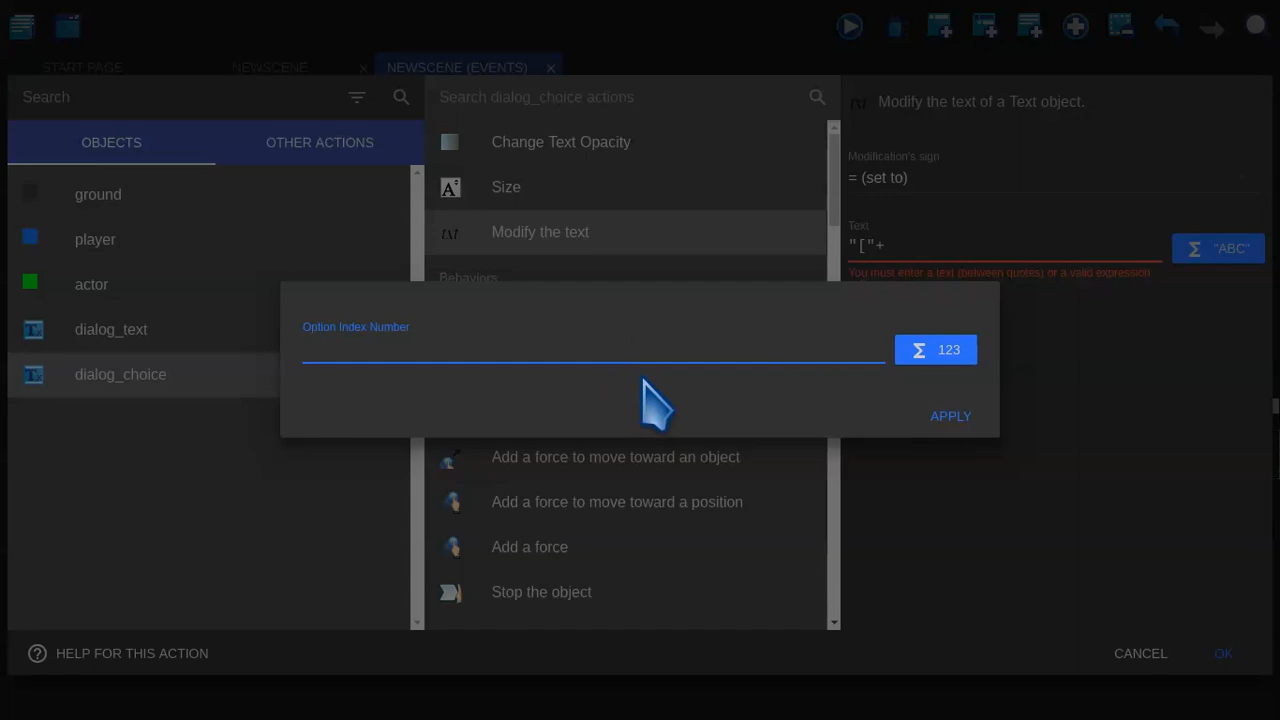 START PAGE
NEWSCENE
NEWSCENE (EVENTS)
Search
OBJECTS
OTHER ACTIONS
ground
player
actor
dialog_text
dialog_choice
Search dialog_choice actions
Change Text Opacity
Size
Modify the text
Behaviors
Add a force to move toward an object
Add a force to move toward a position
Add a force
Stop the object
Modify the text of a Text object.
Modification's sign
= (set to)
Text
"["+
"ABC"
You must enter a text (between quotes) or a valid expression
Option Index Number
123
APPLY
HELP FOR THIS ACTION
CANCEL
OK